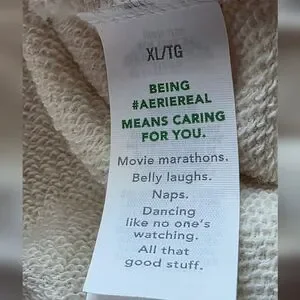 XL/TG
BEING
#AERIEREAL
MEANS CARING
FOR YOU.
Movie marathons.
Belly laughs.
Naps.
Dancing
like no one's
watching.
All that
good stuff.